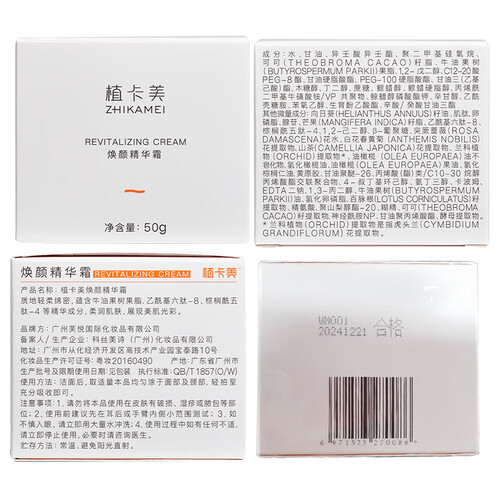 植卡美
ZHIKAMEI
REVITALIZING CREAM
焕颜精华霜
净含量: 50g
成分: 水、甘油、异壬酸异壬酯、聚二甲基硅氧烷、
可可(THEOBROMA CACAO)籽脂、牛油果树
(BUTYROSPERMUM PARKII)果脂、1,2-戊二醇、C12-20酸
PEG-8酯、甘油硬脂酸酯、PEG-100硬脂酸酯、甘油三(乙基
己酸)酯、木糖醇、丁二醇、蔗糖、鲸蜡醇、鲸蜡硬脂醇、丙烯酰
二甲基牛磺酸铵/VP 共聚物、鲸蜡醇磷酸酯钾、辛甘醇、乙酰
壳糖胺、苯氧乙醇、生育酚乙酸酯、辛酸/癸酸甘油三酯
其他微量成分: 向日葵(HELIANTHUS ANNUUS)籽油、肌肽、卵
磷脂、腺苷、芒果(MANGIFERA INDICA)籽脂、乙酰基六肽-8、
棕榈酰五肽-4、1,2-己二醇、β-葡聚糖、突厥蔷薇(ROSA
DAMASCENA)花水、白花春黄菊(ANTHEMIS NOBILIS)
花提取物、山茶(CAMELLIA JAPONICA)花提取物、兰科植
物(ORCHID)提取物*、油橄榄(OLEA EUROPAEA)油不
皂化物、氢化橄榄油、油橄榄(OLEA EUROPAEA)果油、氢化
棕榈仁油、黄原胶、甘油聚醚-26、丙烯酸(酯)类/C10-30 烷醇
丙烯酸酯交联聚合物、4-叔丁基环己醇、氨丁三醇、卡波姆、
EDTA 二钠、1,3-丙二醇、牛油果树(BUTYROSPERMUM PARKII)
油、氢化卵磷脂、百脉根(LOTUS CORNICULATUS)籽
提取物、精氨酸、聚山梨醇酯-20、糊精、可可(THEOBROMA
CACAO)提取物、神经酰胺NP、甘油聚丙烯酸酯、酵母提取物。
*兰科植物(ORCHID)提取物是指虎头兰(CYMBIDIUM
GRANDIFLORUM)花提取物。
焕颜精华霜 REVITALIZING CREAM 植卡美
产品名称: 植卡美焕颜精华霜
质地轻柔绵密, 蕴含牛油果树果脂、乙酰基六肽-8、棕榈酰五
肽-4等精华成分, 柔润肌肤、展现美肌光彩。
品牌方: 广州芙悦国际化妆品有限公司
备案人/生产企业: 科丝美诗(广州)化妆品有限公司
地址: 广州市从化经济开发区高技术产业园宝泰路10号
化妆品生产许可证号: 粤妆20160490 产地: 广东省广州市
生产批号及限期使用日期: 见包装 执行标准: QB/T1857(O/W)
使用方法: 洁面后, 取适量本品均匀涂于面部及颈部, 轻拍至
充分吸收即可。
注意事项: 1、请勿将本品使用在皮肤有破损、湿疹或脓包等部
位; 2、使用前建议先在耳后或手臂内侧小范围测试; 3、如
不慎入眼, 请立即用大量水冲洗; 4、使用过程中如有任何不适,
请立即停止使用, 必要时请咨询医生。
贮存方法: 常温、避免阳光直射。
WM001
20241221 合格
6 971523 270086